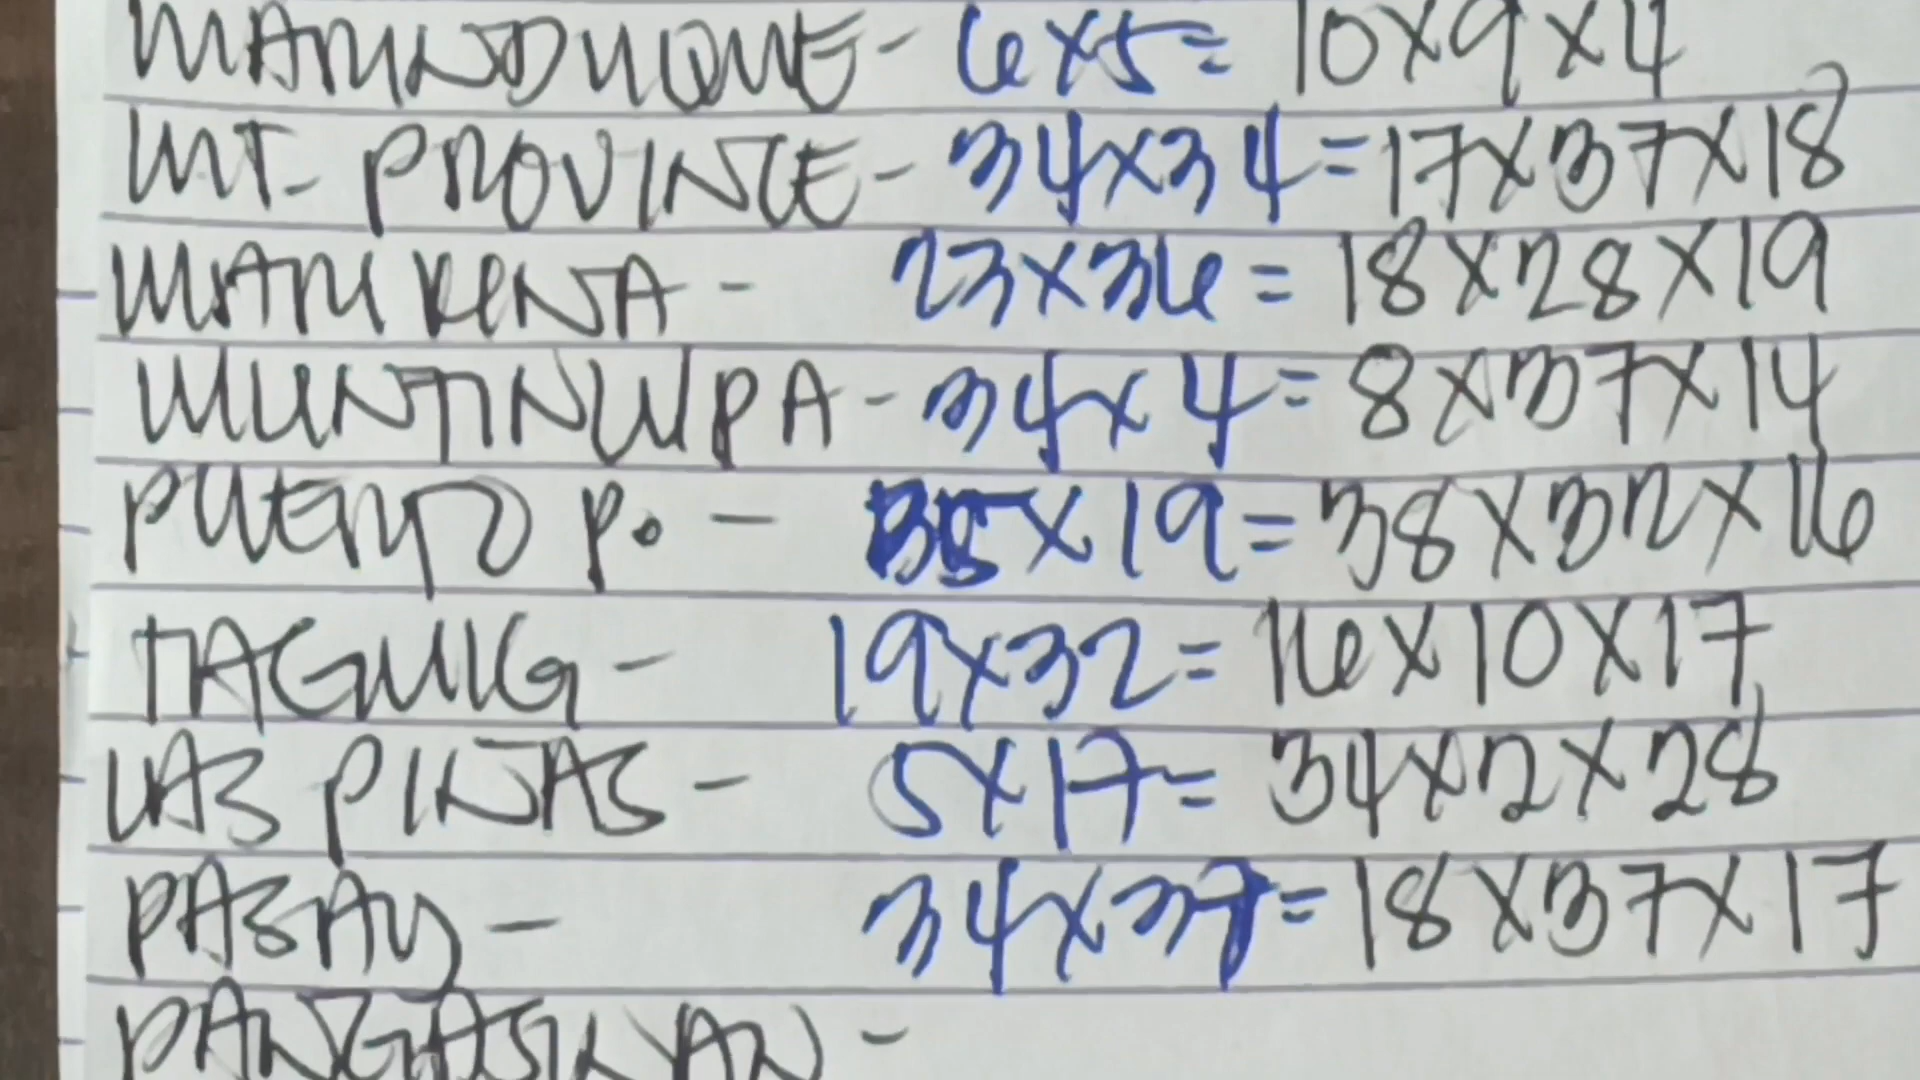 MARINDUQUE - 6x5= 10x9x4
MT. PROVINCE - 34x34=17x37x18
MARIKINA - 23x36= 18x28x19
MUNTINLUPA - 34x4= 8x37x14
PUERTO P. - 35x19= 38x32x16
TAGUIG - 19x32= 16x10x17
LAS PINAS - 5x17= 34x2x28
PASAY - 34x37= 18x37x17
PANGASINAN -